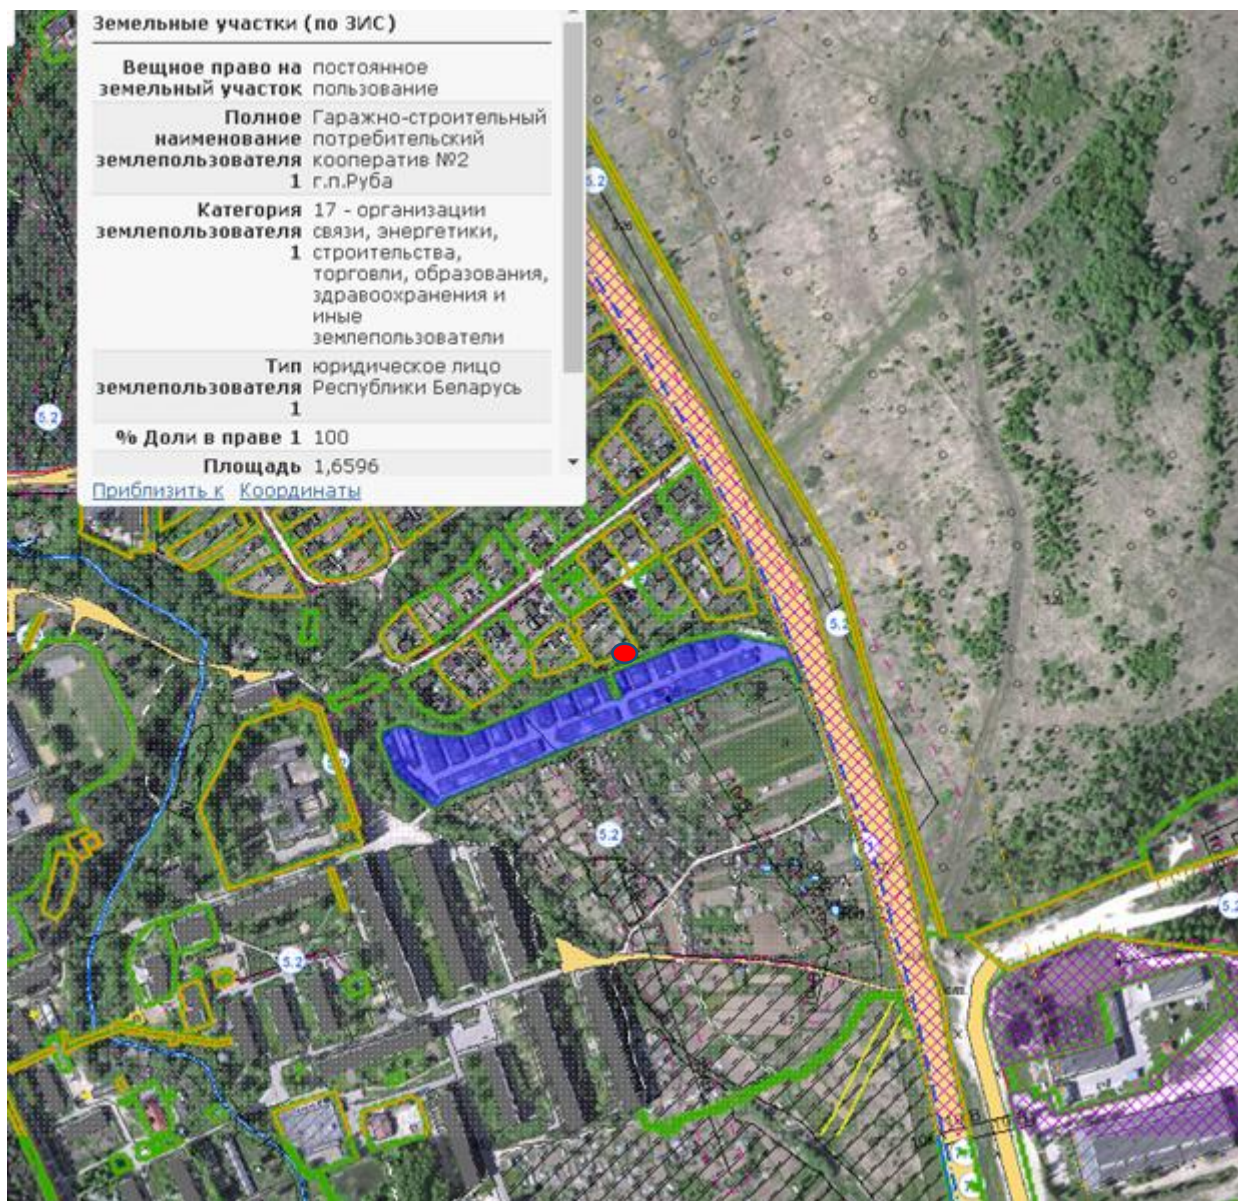 Земельные участки (по ЗИС)
Вещное право на земельный участок
постоянное
пользование
Полное наименование землепользователя 1
Гаражно-строительный
потребительский
кооператив №2
г.п.Руба
Категория землепользователя 1
17 - организации
связи, энергетики,
строительства,
торговли, образования,
здравоохранения и
иные
землепользователи
Тип землепользователя 1
юридическое лицо
Республики Беларусь
% Доли в праве 1 100
Площадь 1,6596
Приблизить к Координаты
5.2
5.2
5.2
5.2
5.2
5.2